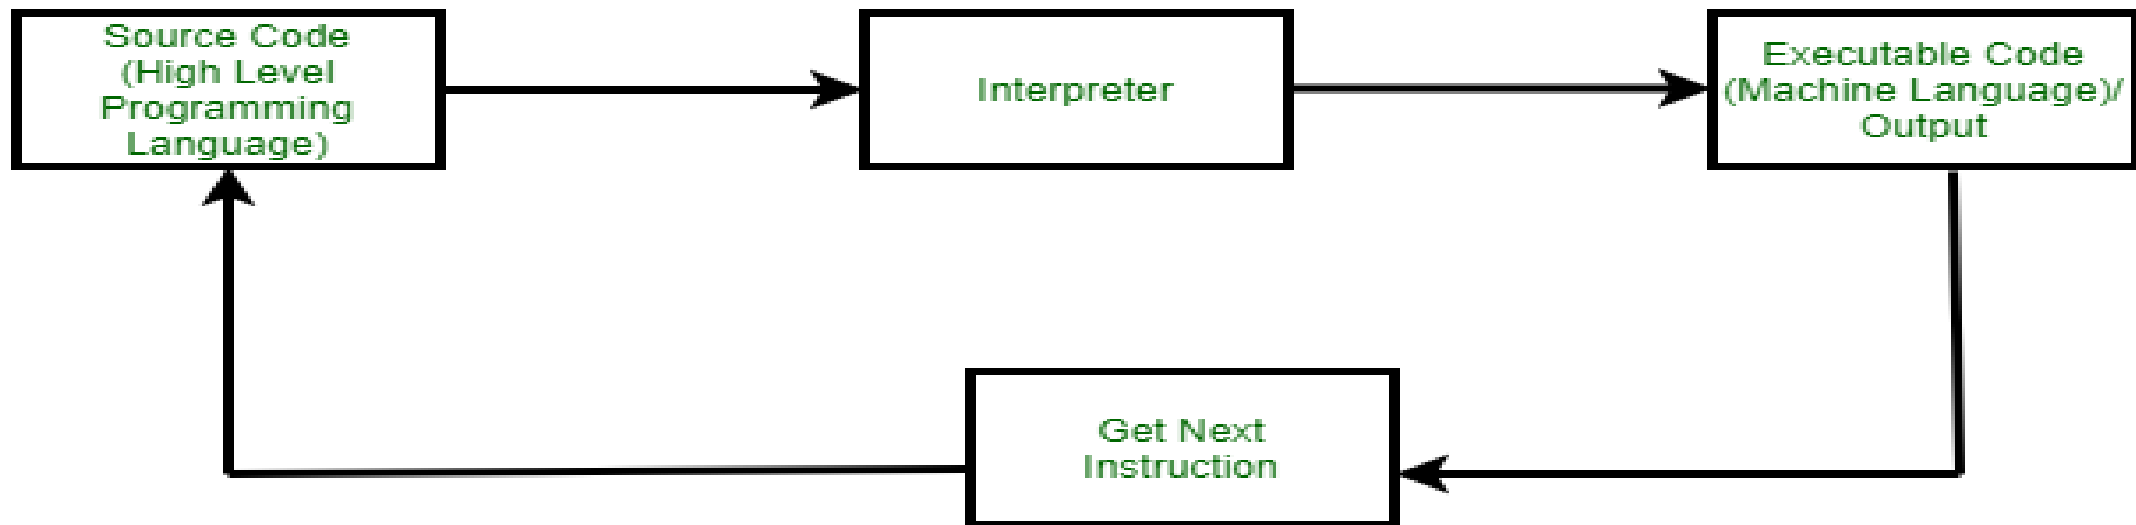 Source Code
(High Level
Programming
Language)
Interpreter
Executable Code
(Machine Language)/
Output
Get Next
Instruction